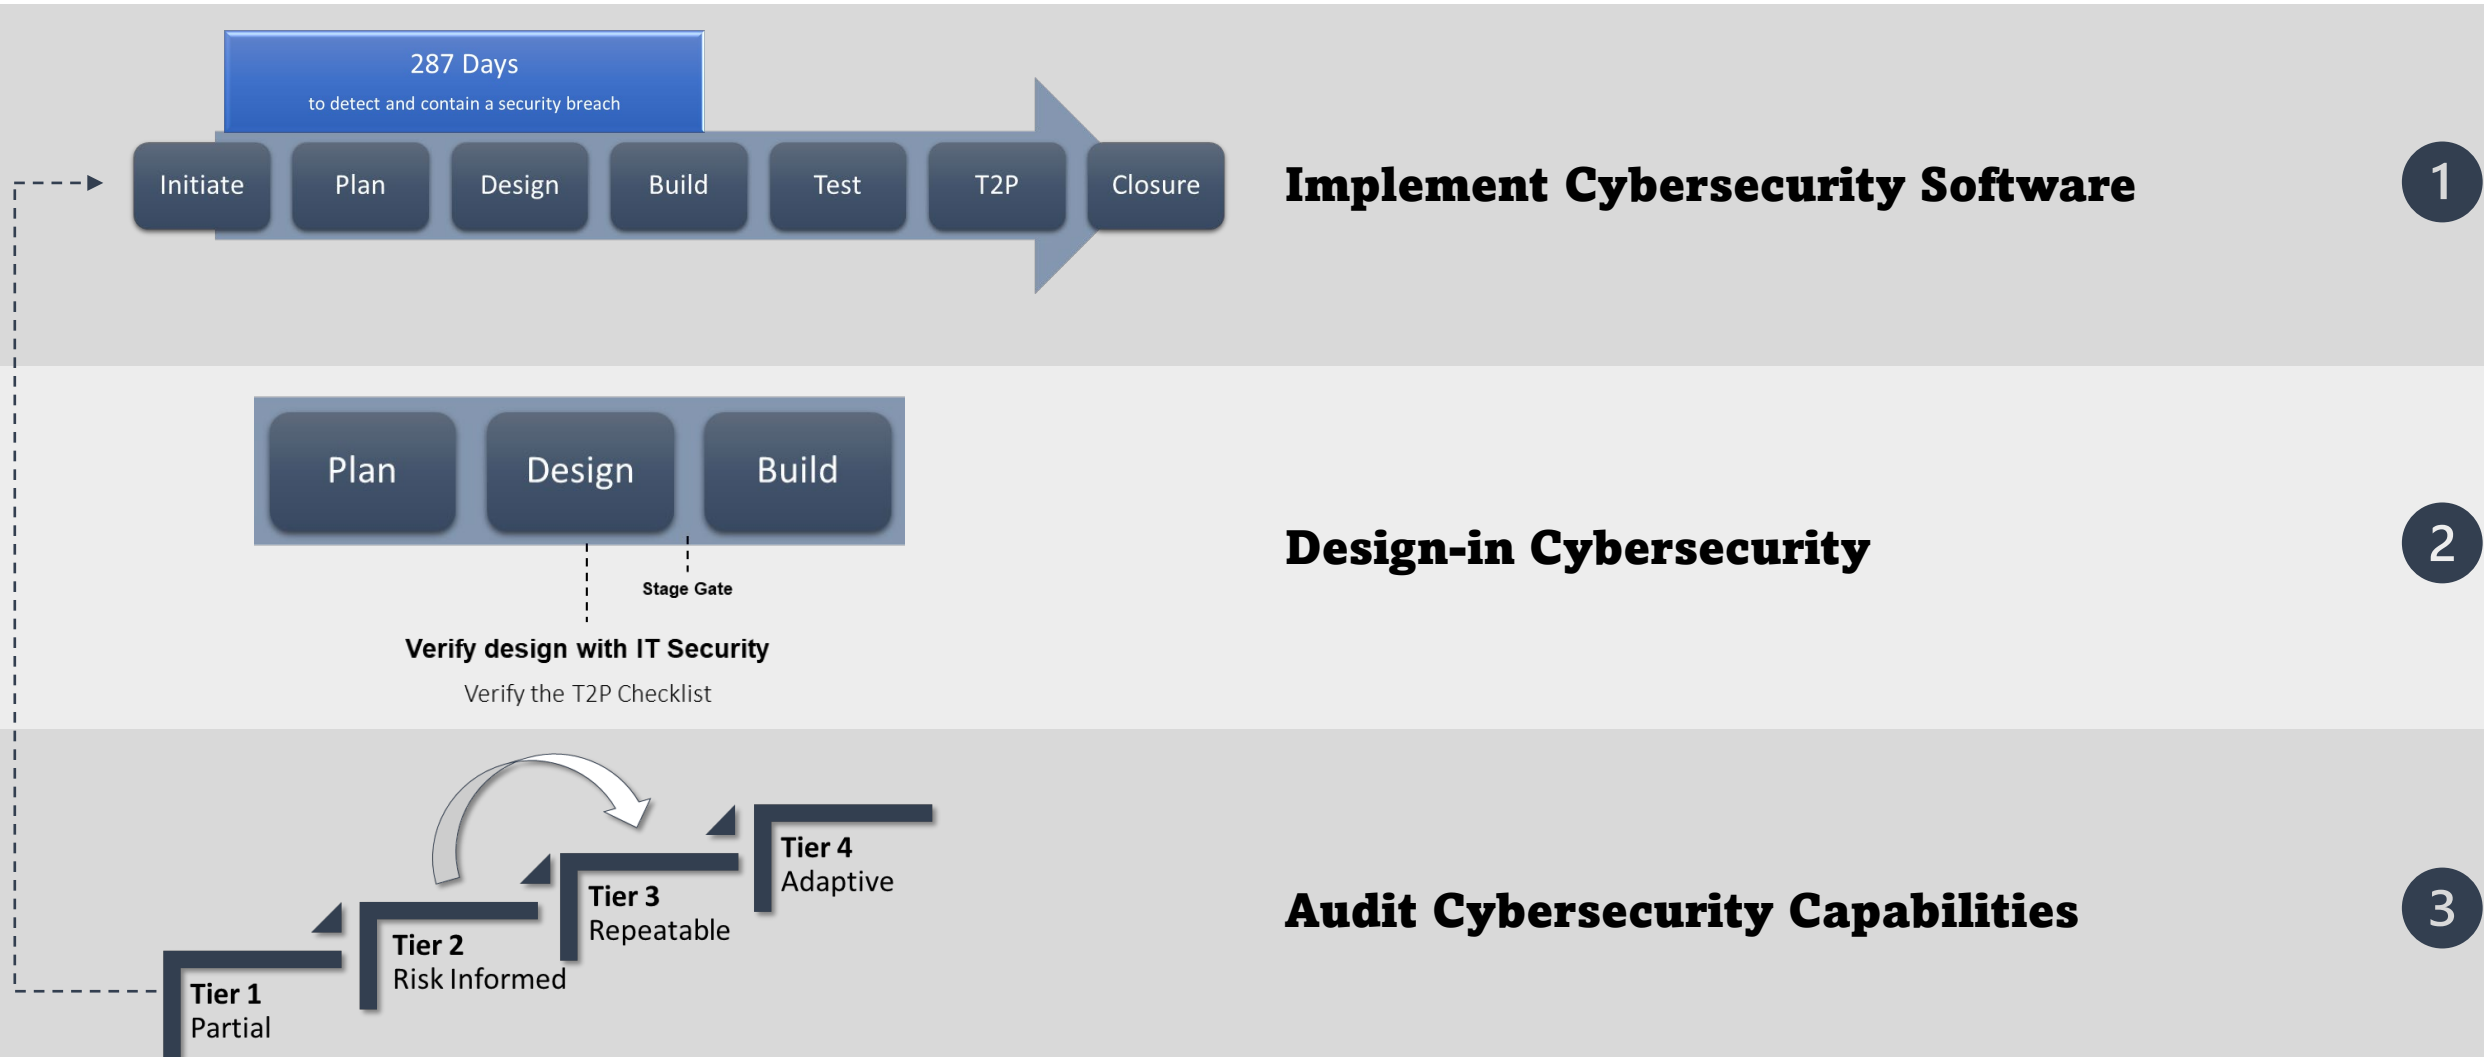 287 Days
to detect and contain a security breach
Initiate
Plan
Design
Build
Test
T2P
Closure
Implement Cybersecurity Software
1
Plan
Design
Build
Stage Gate
Verify design with IT Security
Verify the T2P Checklist
Design-in Cybersecurity
2
Tier 1
Partial
Tier 2
Risk Informed
Tier 3
Repeatable
Tier 4
Adaptive
Audit Cybersecurity Capabilities
3